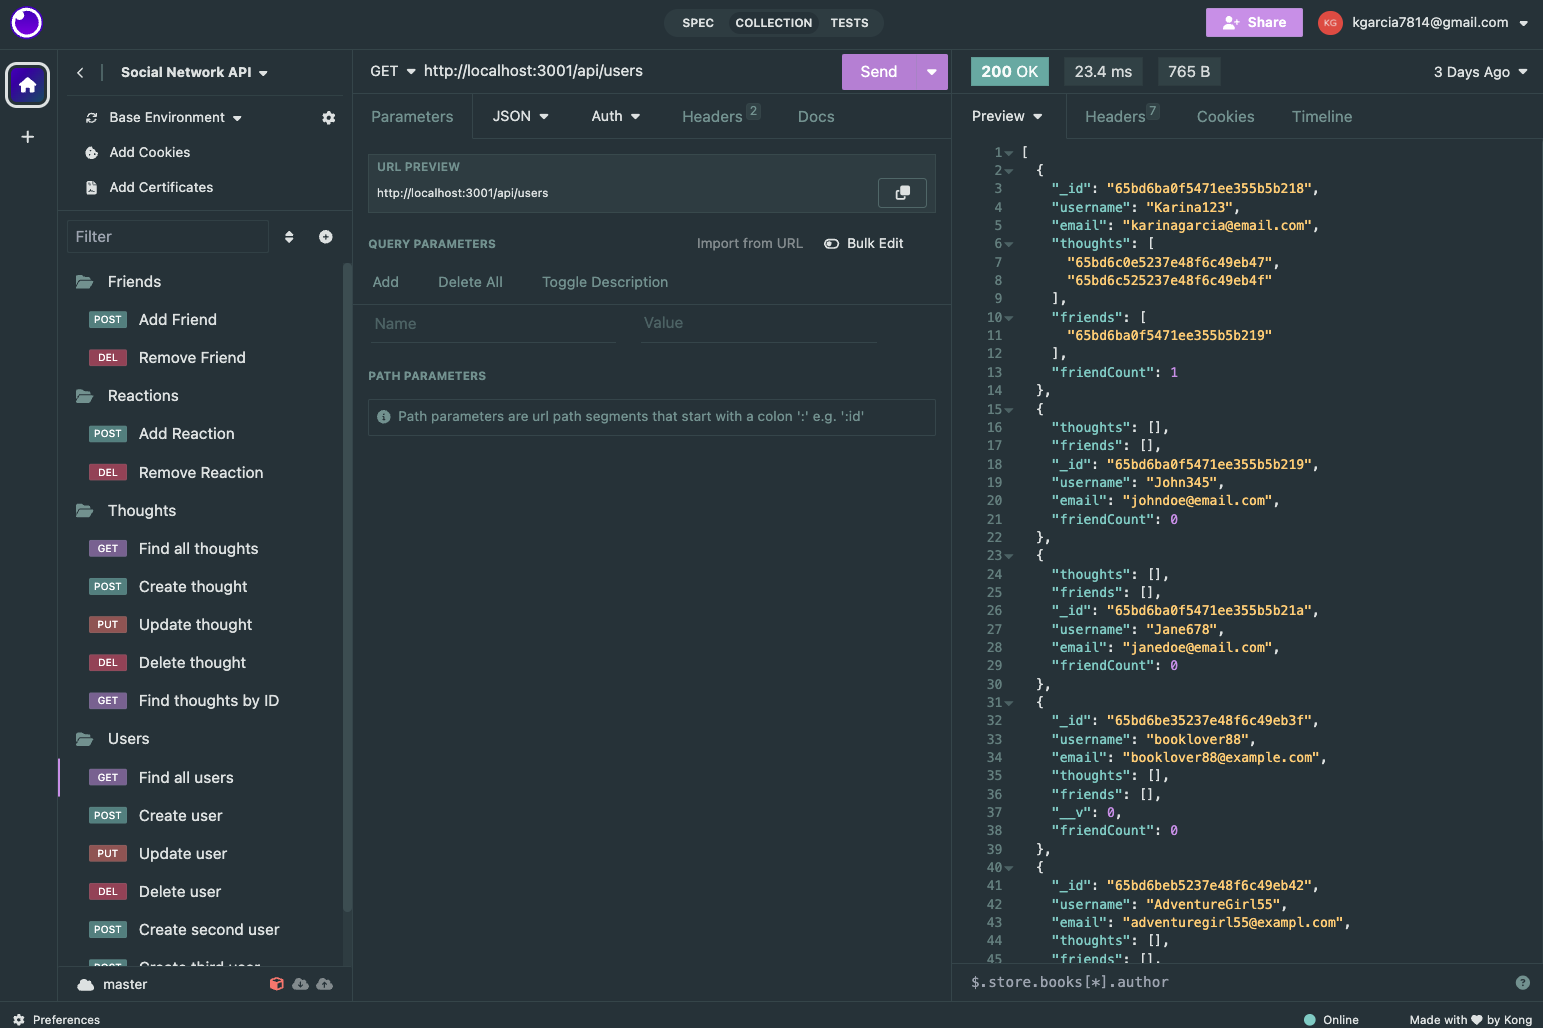 SPEC COLLECTION TESTS
Share
KG kgarcia7814@gmail.com
Social Network API
Base Environment
Add Cookies
Add Certificates
Filter
Friends
POST Add Friend
DEL Remove Friend
Reactions
POST Add Reaction
DEL Remove Reaction
Thoughts
GET Find all thoughts
POST Create thought
PUT Update thought
DEL Delete thought
GET Find thoughts by ID
Users
GET Find all users
POST Create user
PUT Update user
DEL Delete user
POST Create second user
POST Create third user
master
Preferences
GET http://localhost:3001/api/users
Send
Parameters JSON Auth Headers 2 Docs
URL PREVIEW
http://localhost:3001/api/users
QUERY PARAMETERS Import from URL Bulk Edit
Add Delete All Toggle Description
Name Value
PATH PARAMETERS
Path parameters are url path segments that start with a colon ':' e.g. ':id'
200 OK 23.4 ms 765 B 3 Days Ago
Preview Headers 7 Cookies Timeline
1 [
2 {
3 "_id": "65bd6ba0f5471ee355b5b218",
4 "username": "Karina123",
5 "email": "karinagarcia@email.com",
6 "thoughts": [
7 "65bd6c0e5237e48f6c49eb47",
8 "65bd6c525237e48f6c49eb4f"
9 ],
10 "friends": [
11 "65bd6ba0f5471ee355b5b219"
12 ],
13 "friendCount": 1
14 },
15 {
16 "thoughts": [],
17 "friends": [],
18 "_id": "65bd6ba0f5471ee355b5b219",
19 "username": "John345",
20 "email": "johndoe@email.com",
21 "friendCount": 0
22 },
23 {
24 "thoughts": [],
25 "friends": [],
26 "_id": "65bd6ba0f5471ee355b5b21a",
27 "username": "Jane678",
28 "email": "janedoe@email.com",
29 "friendCount": 0
30 },
31 {
32 "_id": "65bd6be35237e48f6c49eb3f",
33 "username": "booklover88",
34 "email": "booklover88@example.com",
35 "thoughts": [],
36 "friends": [],
37 "__v": 0,
38 "friendCount": 0
39 },
40 {
41 "_id": "65bd6beb5237e48f6c49eb42",
42 "username": "AdventureGirl55",
43 "email": "adventuregirl55@exampl.com",
44 "thoughts": [],
45 "friends": [],
$.store.books[*].author
Online Made with ♥ by Kong